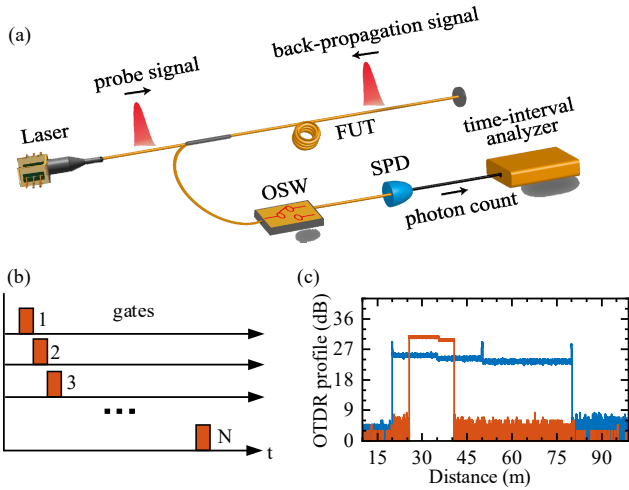 (a)
back-propagation signal
probe signal
Laser
FUT
time-interval
analyzer
OSW
SPD
photon count
(b)
gates
1
2
3
...
N
t
(c)
OTDR profile (dB)
36
27
18
9
0
15 30 45 60 75 90
Distance (m)